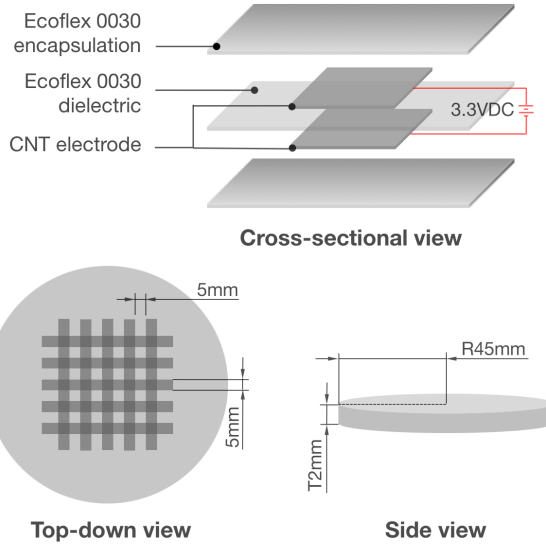 Ecoflex 0030
encapsulation
Ecoflex 0030
dielectric
3.3VDC
CNT electrode
Cross-sectional view
5mm
5mm
R45mm
T2mm
Top-down view
Side view